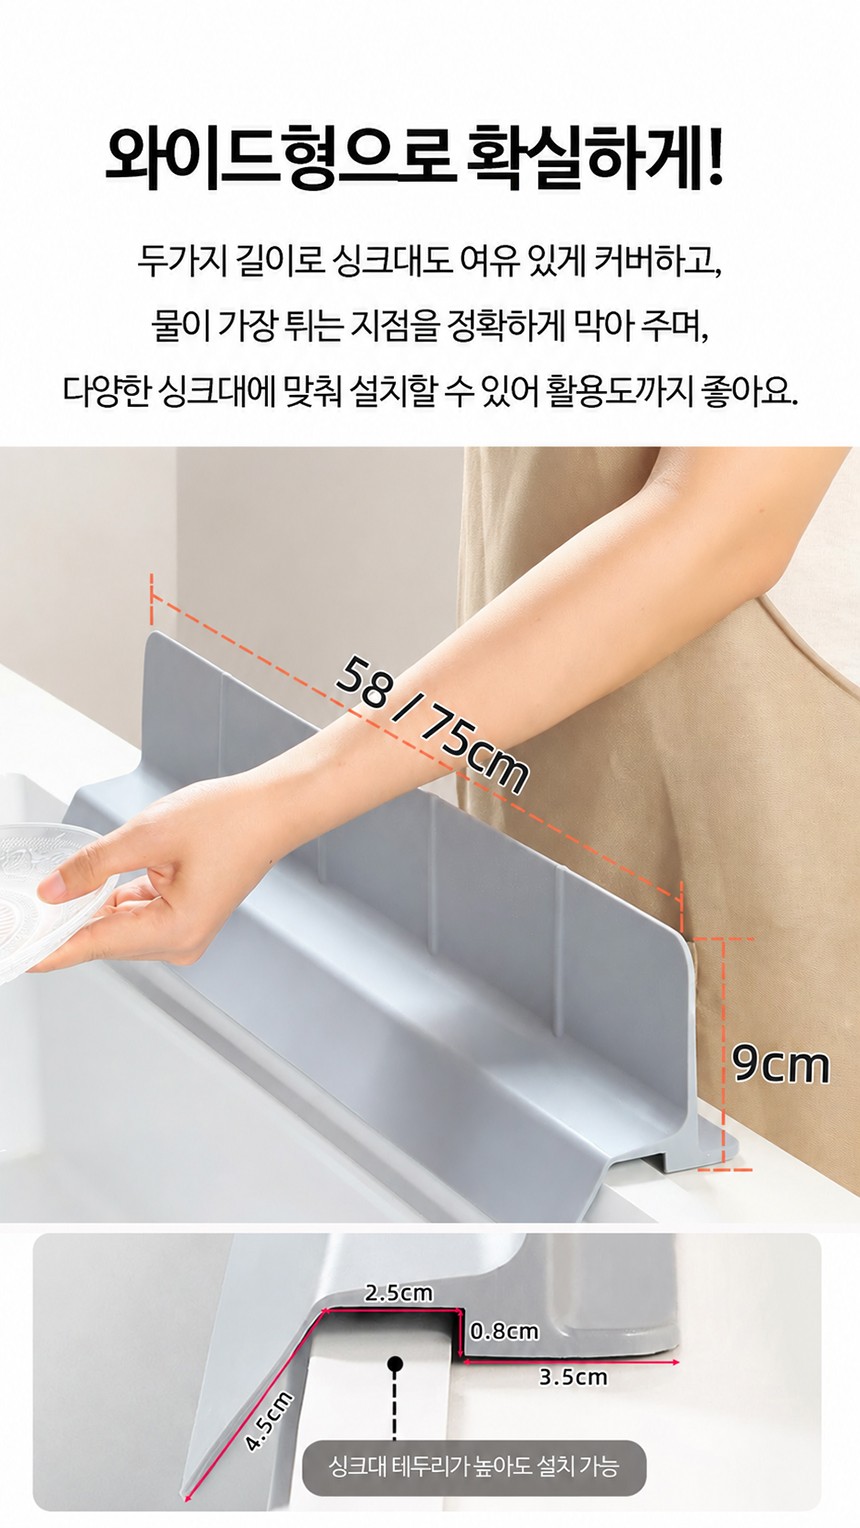 와이드형으로 확실하게!
두가지 길이로 싱크대도 여유 있게 커버하고,
물이 가장 튀는 지점을 정확하게 막아 주며,
다양한 싱크대에 맞춰 설치할 수 있어 활용도까지 좋아요.
58 / 75cm
9cm
2.5cm
0.8cm
3.5cm
4.5cm
싱크대 테두리가 높아도 설치 가능